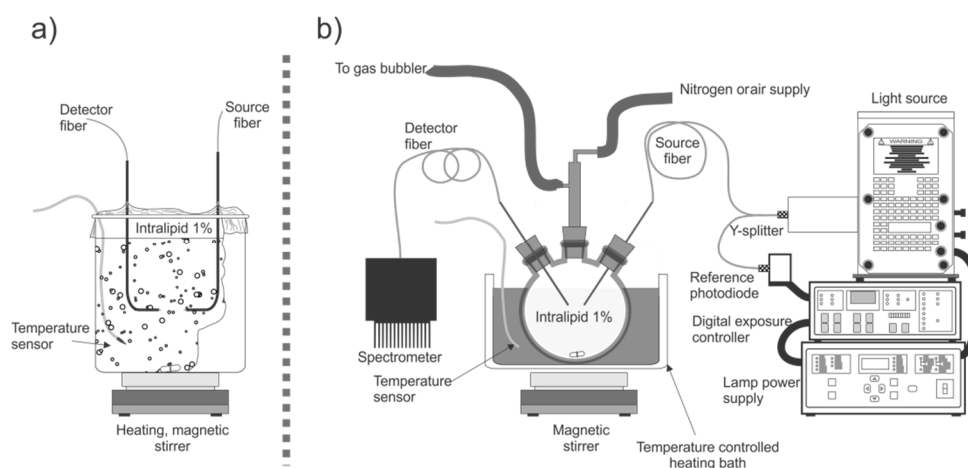 a)
Detector
fiber
Source
fiber
Intralipid 1%
Temperature
sensor
Heating, magnetic
stirrer
b)
To gas bubbler
Nitrogen orair supply
Light source
WARNING
Detector
fiber
Source
fiber
Y-splitter
Reference
photodiode
Intralipid 1%
Digital exposure
controller
Spectrometer
Temperature
sensor
Lamp power
supply
Magnetic
stirrer
Temperature controlled
heating bath